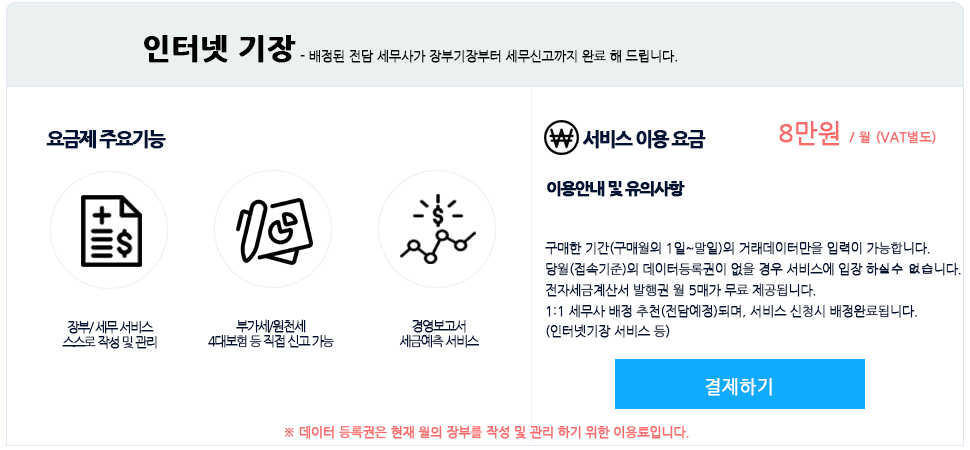 인터넷 기장 - 배정된 전담 세무사가 장부기장부터 세무신고까지 완료 해 드립니다.
요금제 주요기능
장부/ 세무 서비스
스스로 작성 및 관리
부가세/원천세
4대보험 등 직접 신고 가능
경영보고서
세금예측 서비스
서비스 이용 요금 8만원 / 월 (VAT별도)
이용안내 및 유의사항
구매한 기간(구매월의 1일~말일)의 거래데이터만을 입력이 가능합니다.
당월(접속기준)의 데이터등록권이 없을 경우 서비스에 입장 하실수 없습니다.
전자세금계산서 발행권 월 5매가 무료 제공됩니다.
1:1 세무사 배정 추천(전담예정)되며, 서비스 신청시 배정완료됩니다.
(인터넷기장 서비스 등)
결제하기
※ 데이터 등록권은 현재 월의 장부를 작성 및 관리 하기 위한 이용료입니다.